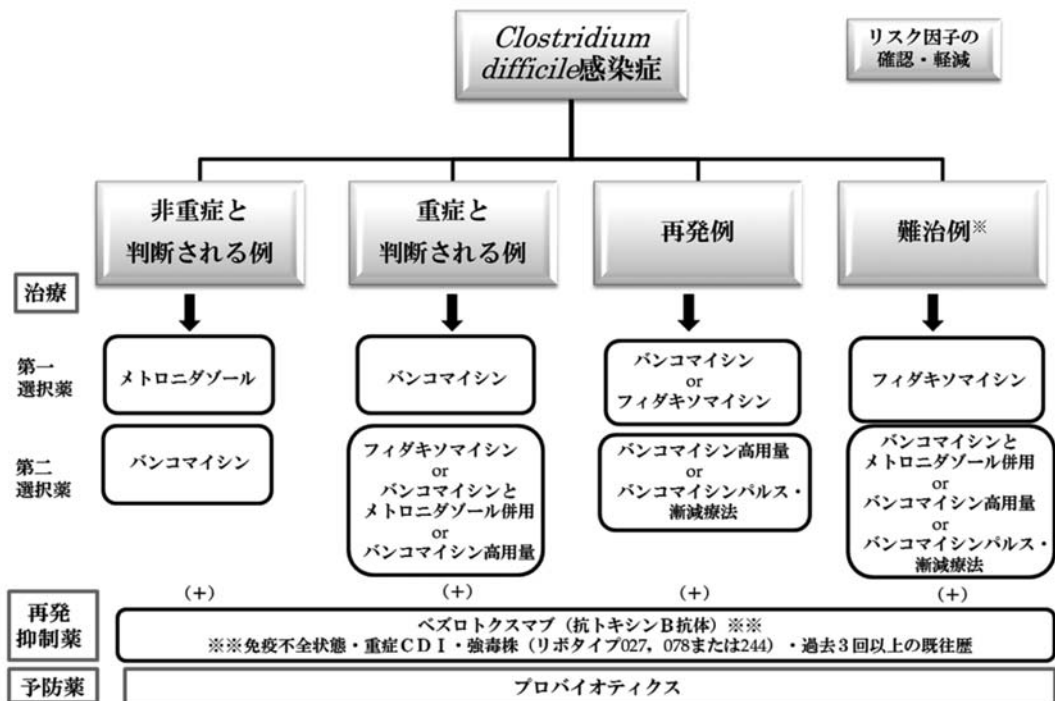 Clostridium
difficile感染症
リスク因子の
確認・軽減
非重症と
判断される例
重症と
判断される例
再発例
難治例※
治療
第一
選択薬
メトロニダゾール
バンコマイシン
バンコマイシン
or
フィダキソマイシン
フィダキソマイシン
第二
選択薬
バンコマイシン
フィダキソマイシン
or
バンコマイシンと
メトロニダゾール併用
or
バンコマイシン高用量
バンコマイシン高用量
or
バンコマイシンパルス・
漸減療法
バンコマイシンと
メトロニダゾール併用
or
バンコマイシン高用量
or
バンコマイシンパルス・
漸減療法
(+)
(+)
(+)
(+)
再発
抑制薬
ベズロトクスマブ（抗トキシンB抗体）※※
※※免疫不全状態・重症CDI・強毒株（リボタイプ027，078または244）・過去3回以上の既往歴
予防薬
プロバイオティクス